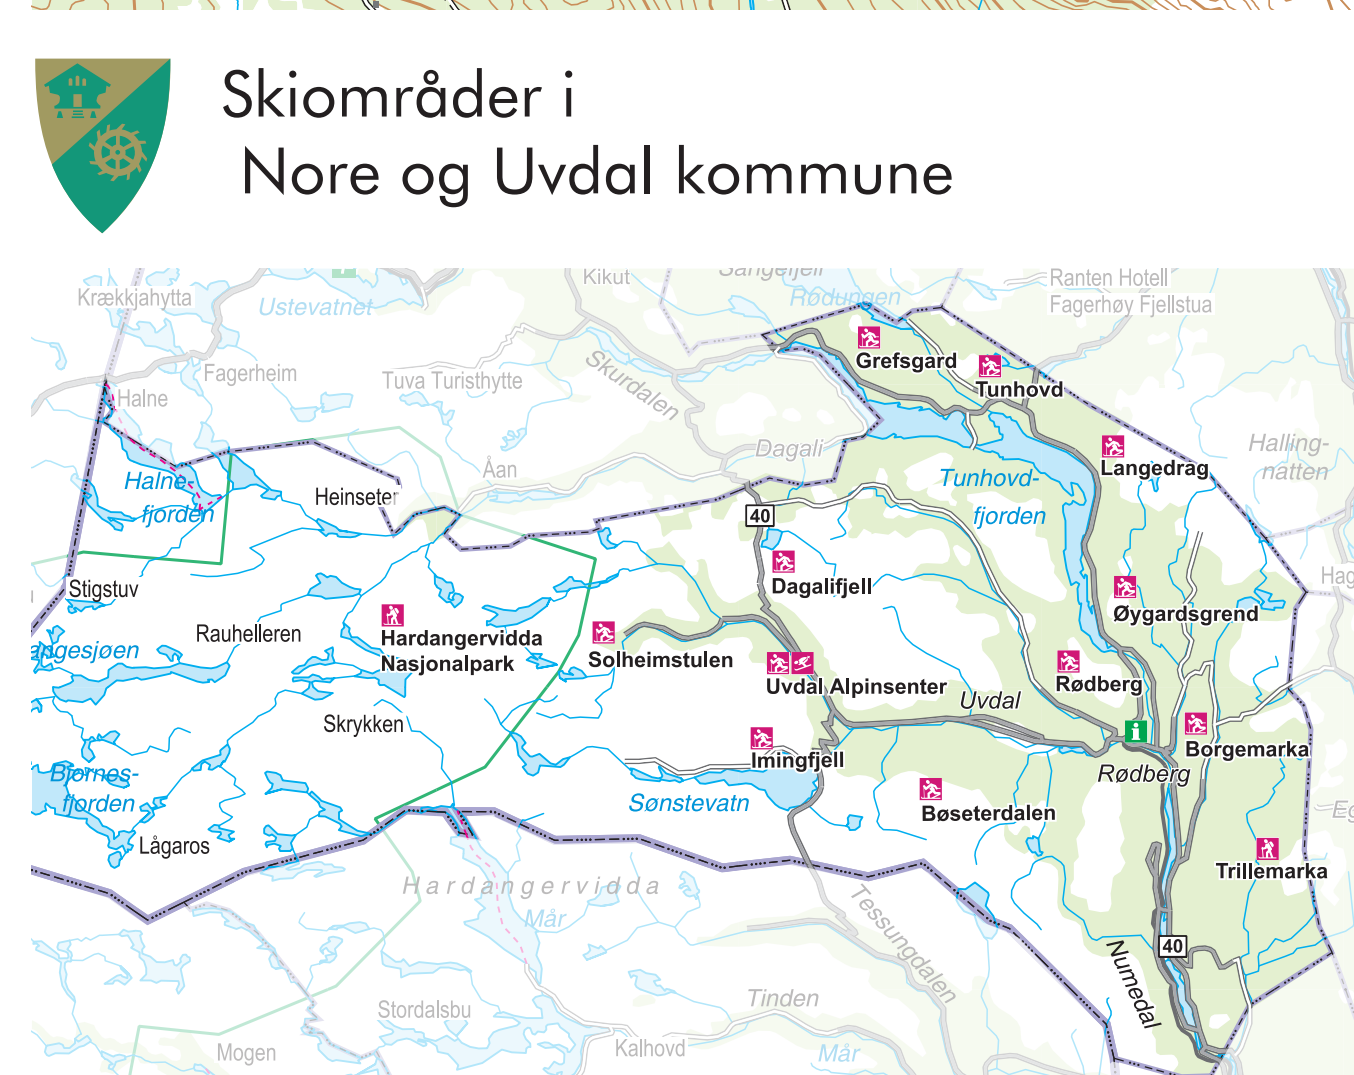 Skiområder i
Nore og Uvdal kommune
Kikut
Ranten Hotell
Fagerhøy Fjellstua
Krækkjahytta
Ustevatnet
Rødungen
Grefsgard
Tunhovd
Fagerheim
Tuva Turisthytte
Skurdalen
Halne
Dagali
Langedrag
Halling-
natten
Åan
Halne-
fjorden
Heinseter
Tunhovd-
fjorden
40
Dagalifjell
Stigstuv
Hag
Øygardsgrend
Rauhelleren
Hardangervidda
Nasjonalpark
Solheimstulen
Uvdal Alpinsenter
Rødberg
Uvdal
Skrykken
Imingfjell
Borgemarka
Rødberg
Bjornes-
fjorden
Sønstevatn
Bøseterdalen
Lågaros
Trillemarka
Hardangervidda
Mår
Tessungdalen
40
Numedal
Tinden
Stordalsbu
Mogen
Kalhovd
Mår